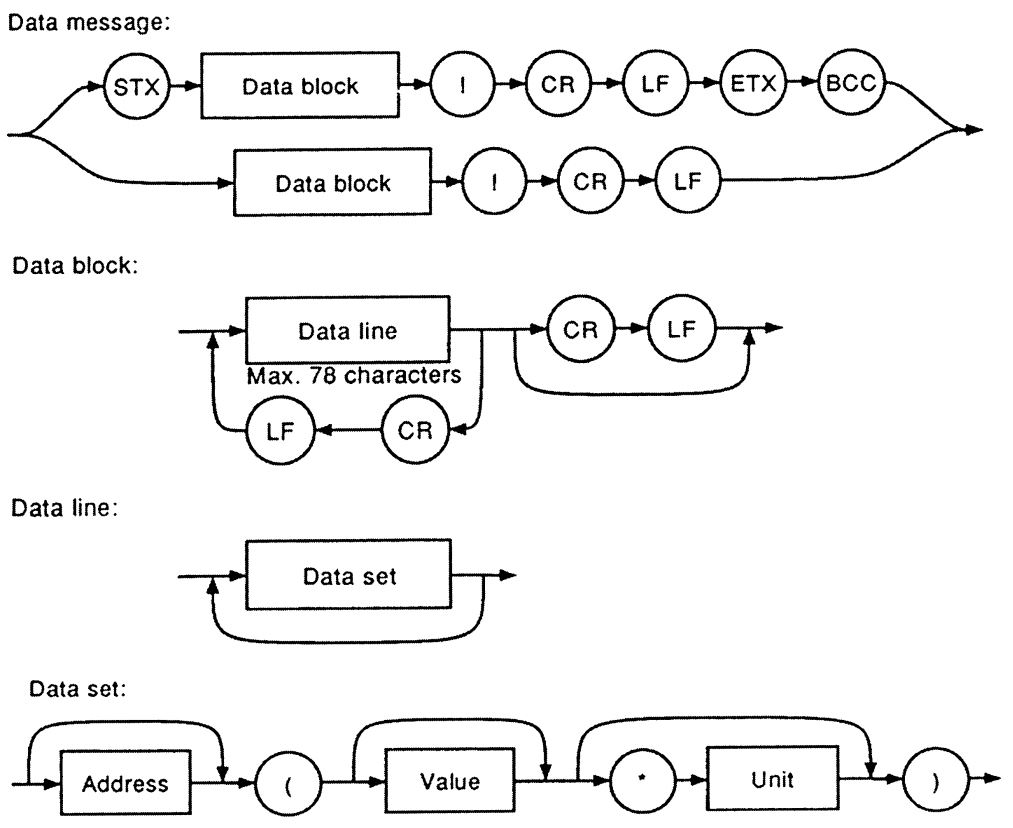 Data message:
STX Data block ! CR LF ETX BCC
Data block ! CR LF
Data block:
Data line CR LF
Max. 78 characters
LF CR
Data line:
Data set
Data set:
Address ( Value * Unit )